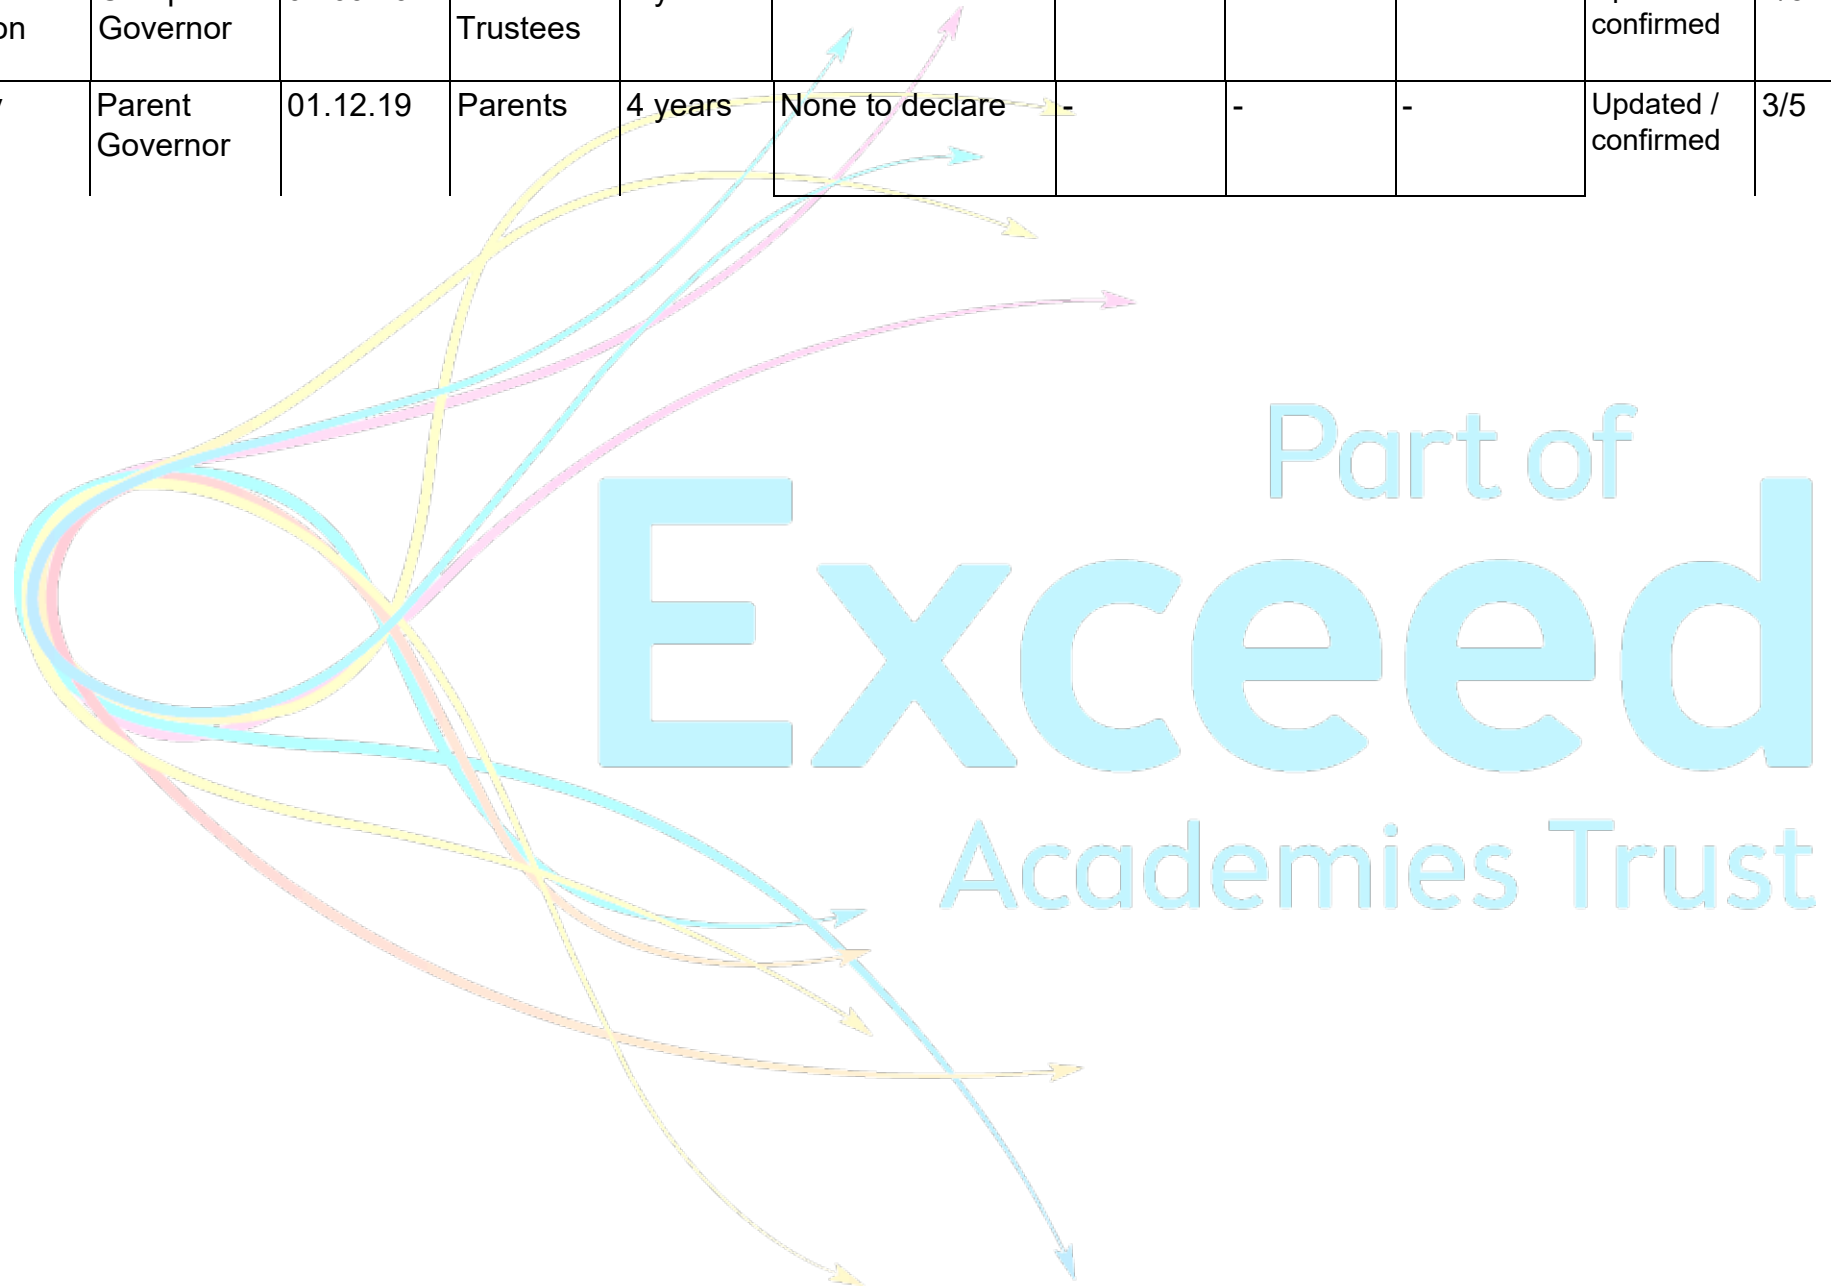 on Governor Trustees confirmed
Parent 01.12.19 Parents 4 years None to declare - - - Updated / 3/5
Governor confirmed
Part of
Exceed
Academies Trust